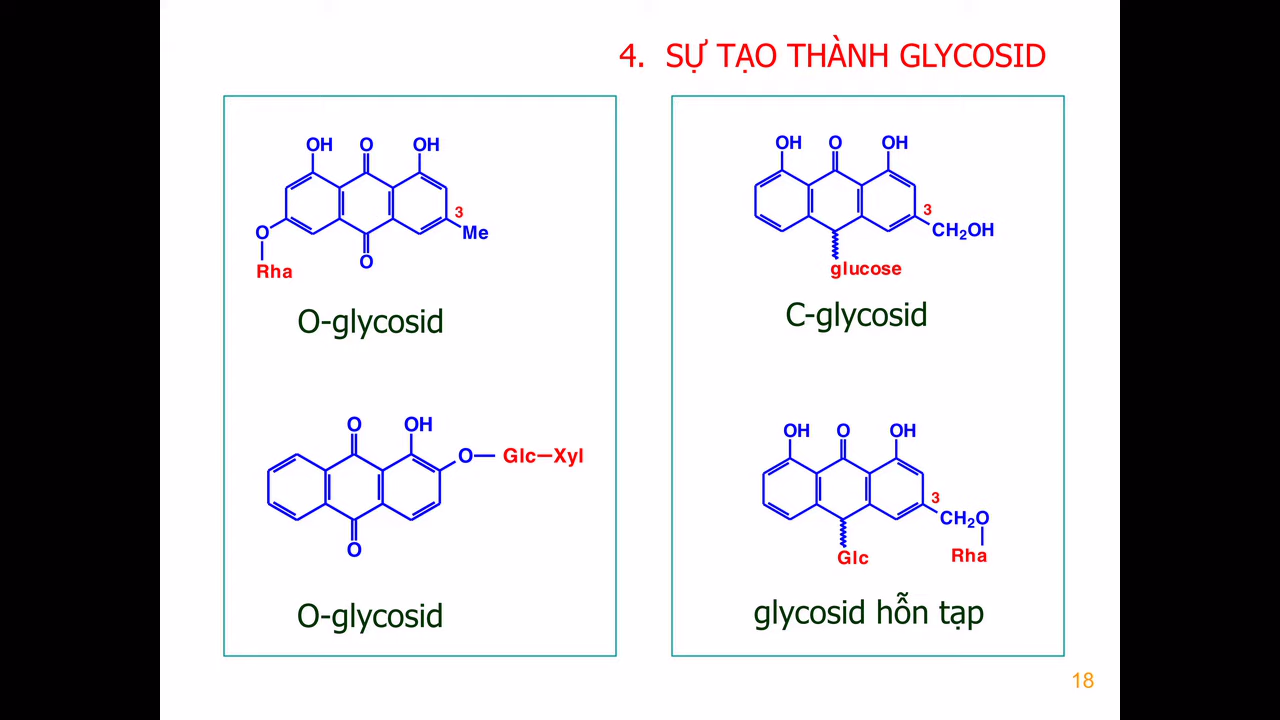 4. SỰ TẠO THÀNH GLYCOSID
OH O OH
3
O Me
Rha O
O-glycosid
O OH
O Glc–Xyl
O
O-glycosid
OH O OH
3
CH₂OH
glucose
C-glycosid
OH O OH
3
CH₂O
Glc Rha
glycosid hỗn tạp
18